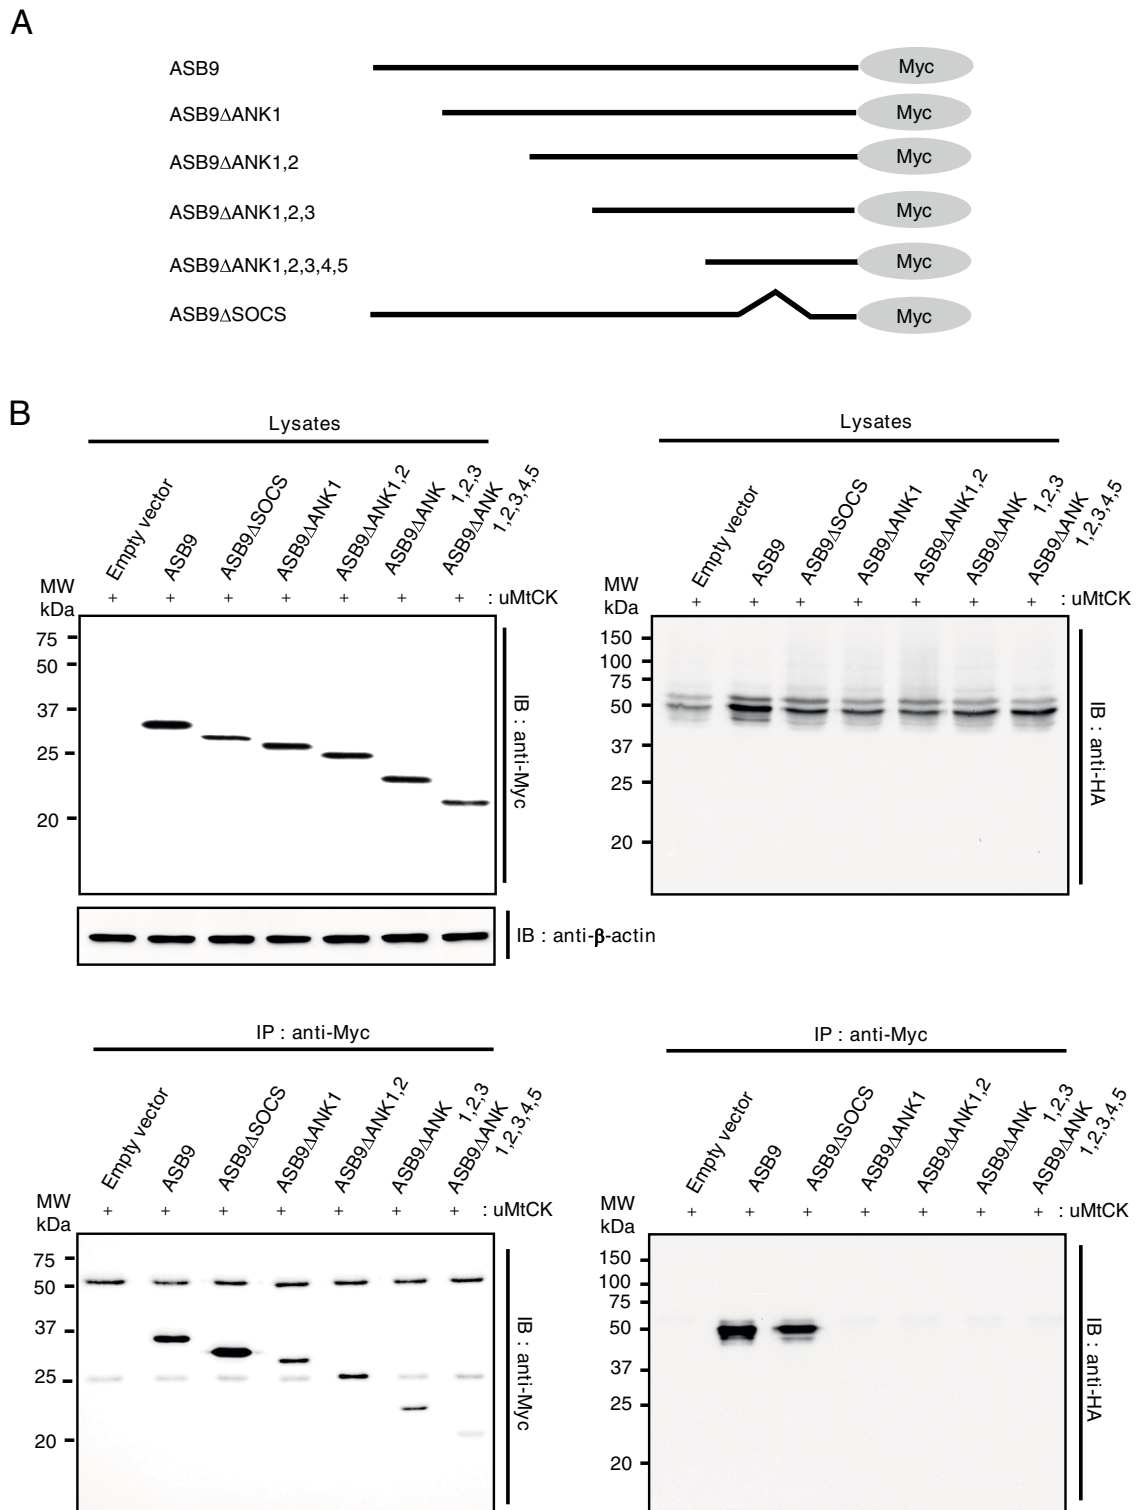 A
ASB9 Myc
ASB9ΔANK1 Myc
ASB9ΔANK1,2 Myc
ASB9ΔANK1,2,3 Myc
ASB9ΔANK1,2,3,4,5 Myc
ASB9ΔSOCS Myc
B
Lysates
Empty vector
ASB9
ASB9ΔSOCS
ASB9ΔANK1
ASB9ΔANK1,2
ASB9ΔANK 1,2,3
ASB9ΔANK 1,2,3,4,5
MW
kDa
+ + + + + + + : uMtCK
75
50
37
25
20
IB : anti-Myc
IB : anti-β-actin
Lysates
Empty vector
ASB9
ASB9ΔSOCS
ASB9ΔANK1
ASB9ΔANK1,2
ASB9ΔANK 1,2,3
ASB9ΔANK 1,2,3,4,5
MW
kDa
+ + + + + + + : uMtCK
150
100
75
50
37
25
20
IB : anti-HA
IP : anti-Myc
Empty vector
ASB9
ASB9ΔSOCS
ASB9ΔANK1
ASB9ΔANK1,2
ASB9ΔANK 1,2,3
ASB9ΔANK 1,2,3,4,5
MW
kDa
+ + + + + + + : uMtCK
75
50
37
25
20
IB : anti-Myc
IP : anti-Myc
Empty vector
ASB9
ASB9ΔSOCS
ASB9ΔANK1
ASB9ΔANK1,2
ASB9ΔANK 1,2,3
ASB9ΔANK 1,2,3,4,5
MW
kDa
+ + + + + + + : uMtCK
150
100
75
50
37
25
20
IB : anti-HA